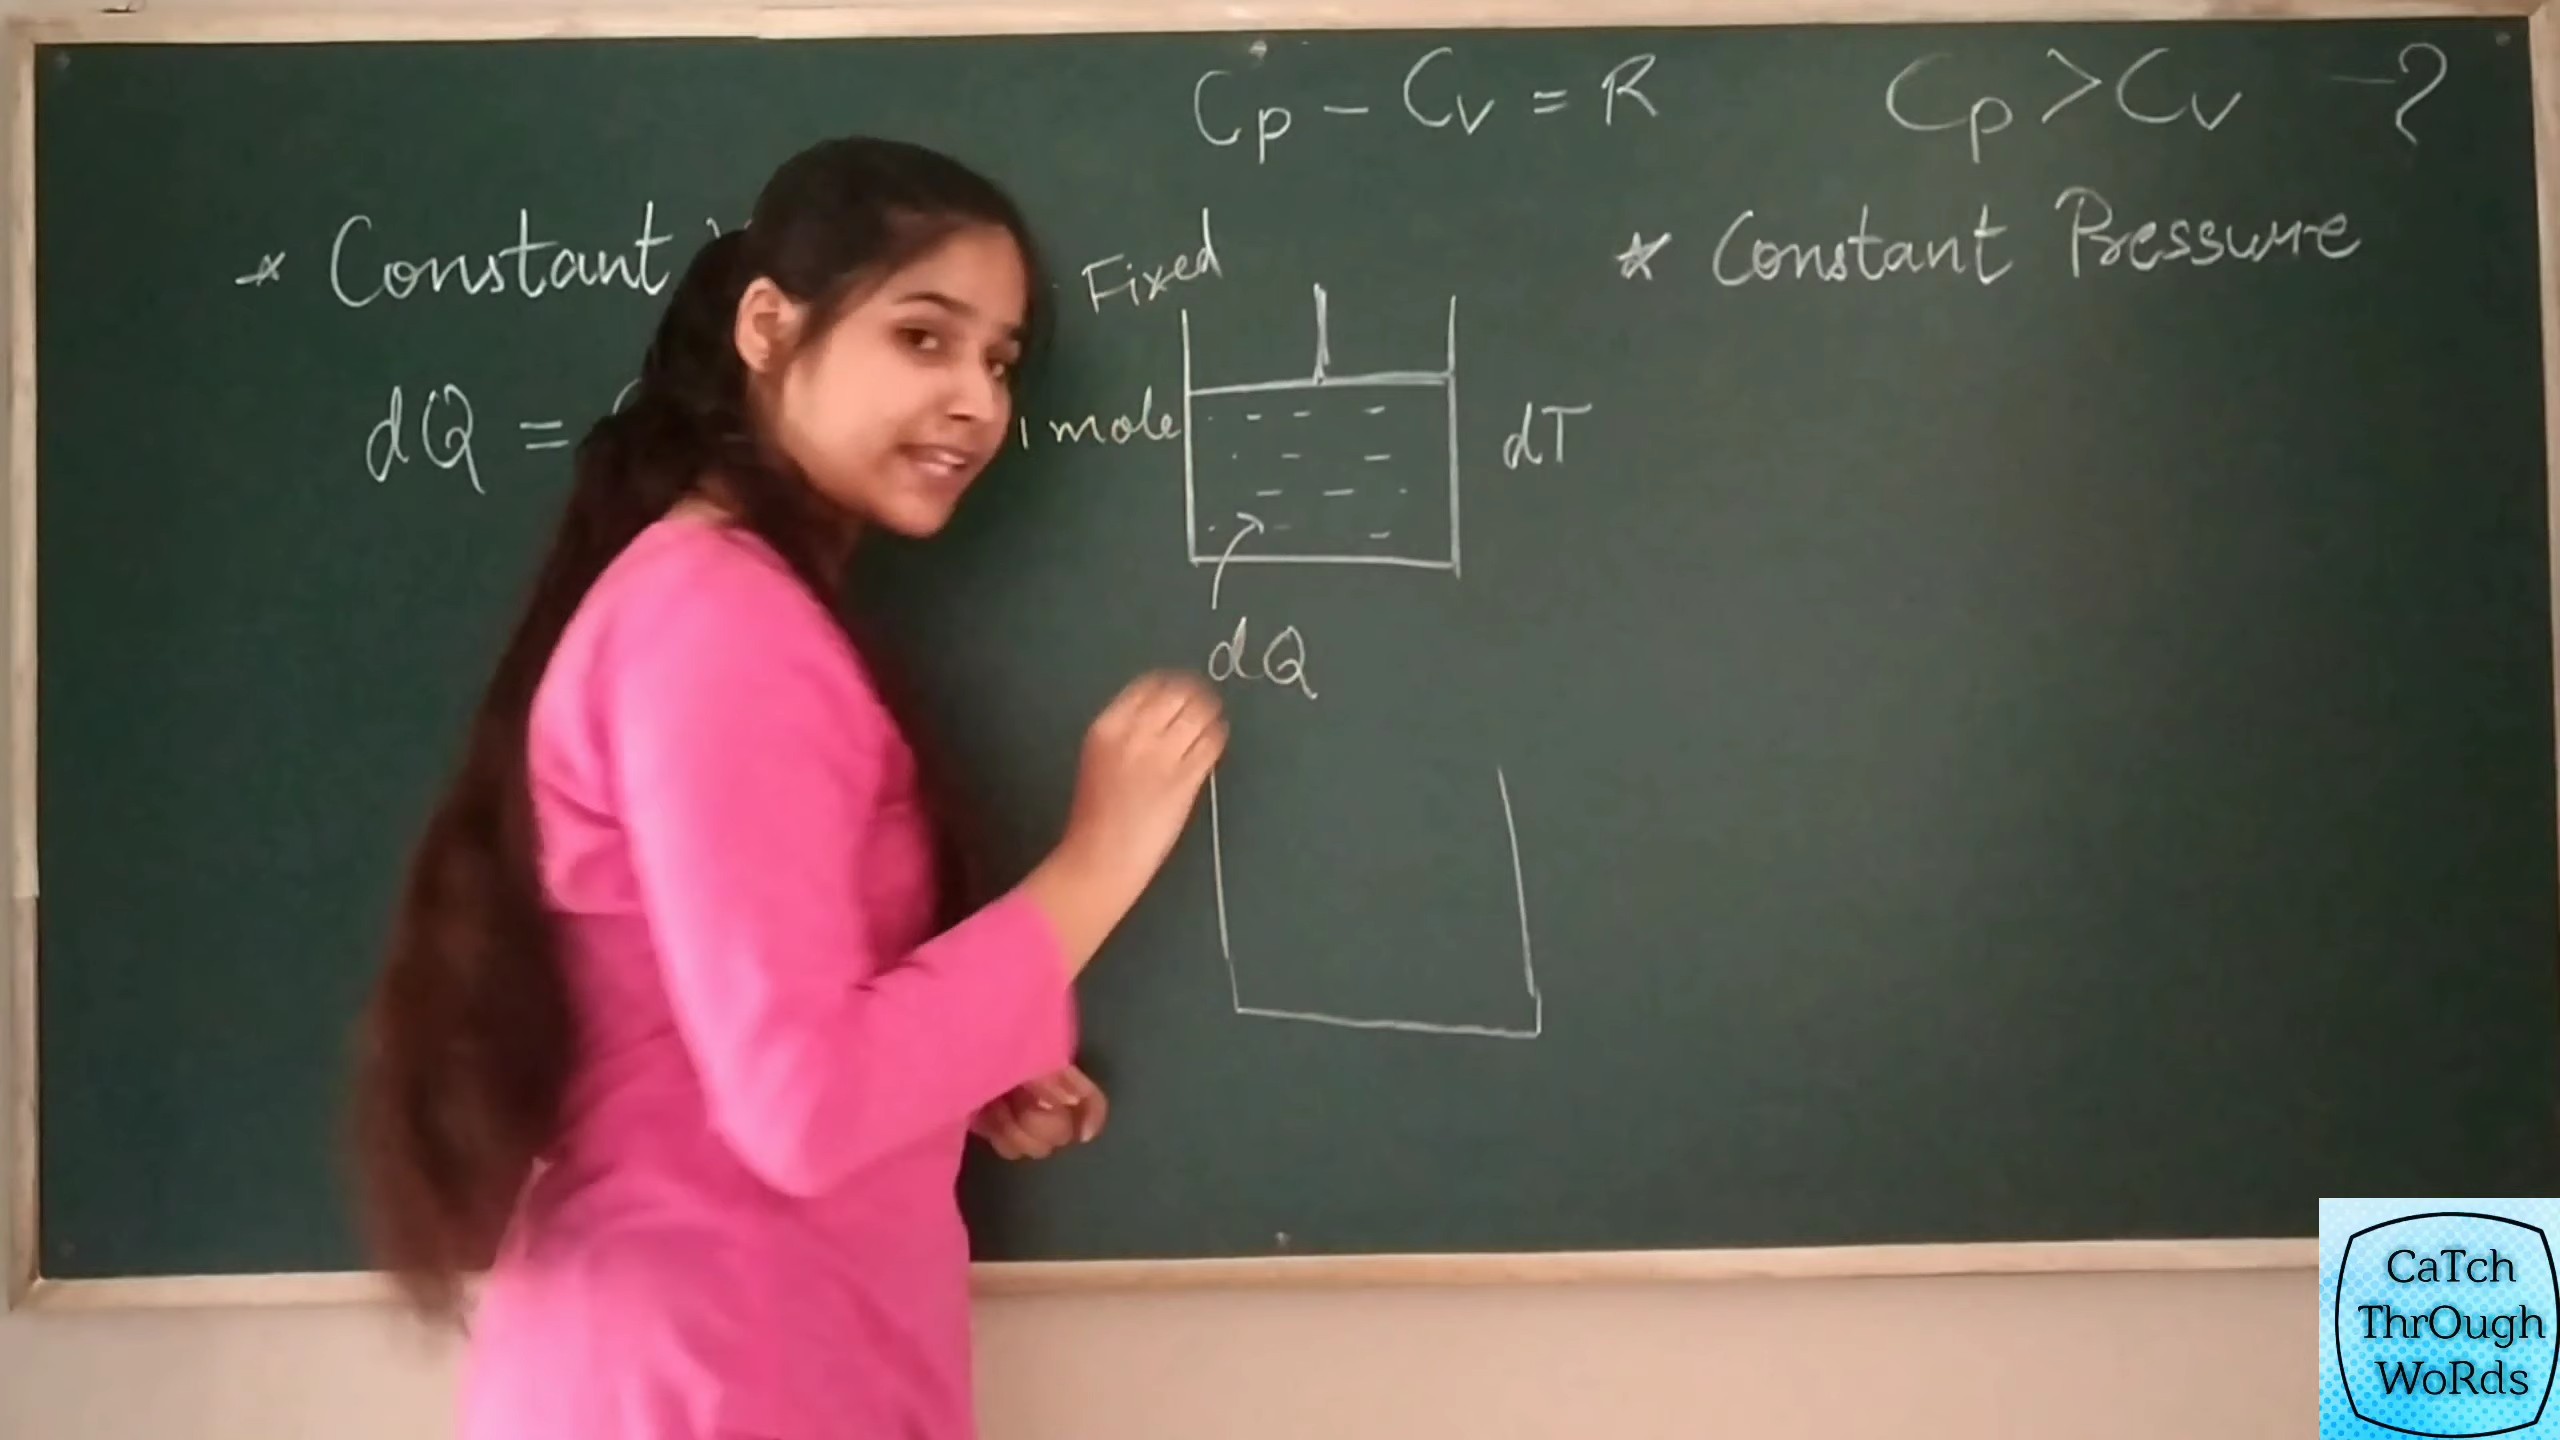 Cp - Cv = R
Cp > Cv - ?
* Constant
Fixed
* Constant Pressure
dQ =
1 mole
dT
dQ
CaTch
ThrOugh
WoRds